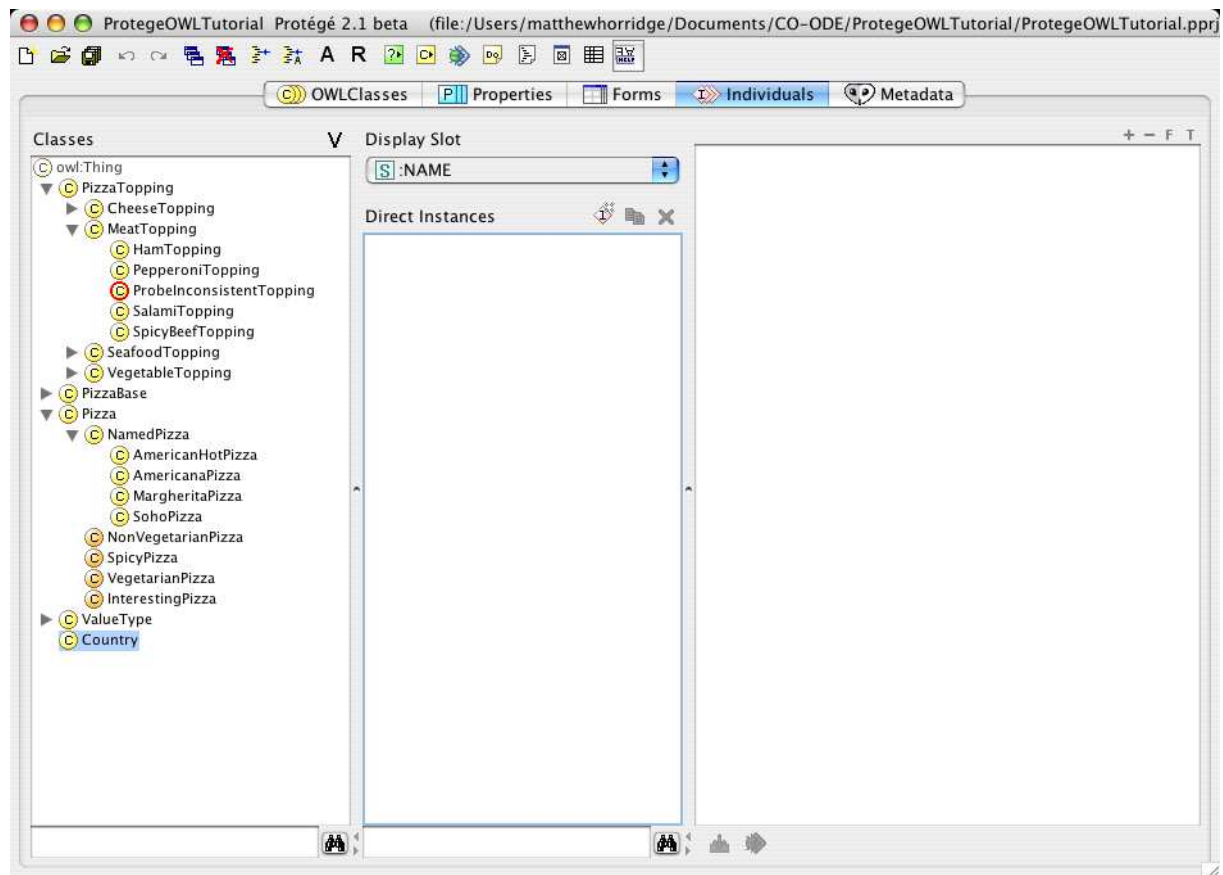 ProtegeOWLTutorial Protégé 2.1 beta (file:/Users/matthewhorridge/Documents/CO-ODE/ProtegeOWLTutorial/ProtegeOWLTutorial.pprj
A R ?
C
HELP
OWLClasses Properties Forms Individuals Metadata
Classes V
C owl:Thing
C PizzaTopping
C CheeseTopping
C MeatTopping
C HamTopping
C PepperoniTopping
C ProbeInconsistentTopping
C SalamiTopping
C SpicyBeefTopping
C SeafoodTopping
C VegetableTopping
C PizzaBase
C Pizza
C NamedPizza
C AmericanHotPizza
C AmericanaPizza
C MargheritaPizza
C SohoPizza
C NonVegetarianPizza
C SpicyPizza
C VegetarianPizza
C InterestingPizza
C ValueType
C Country
Display Slot
S :NAME
Direct Instances
+ − F T